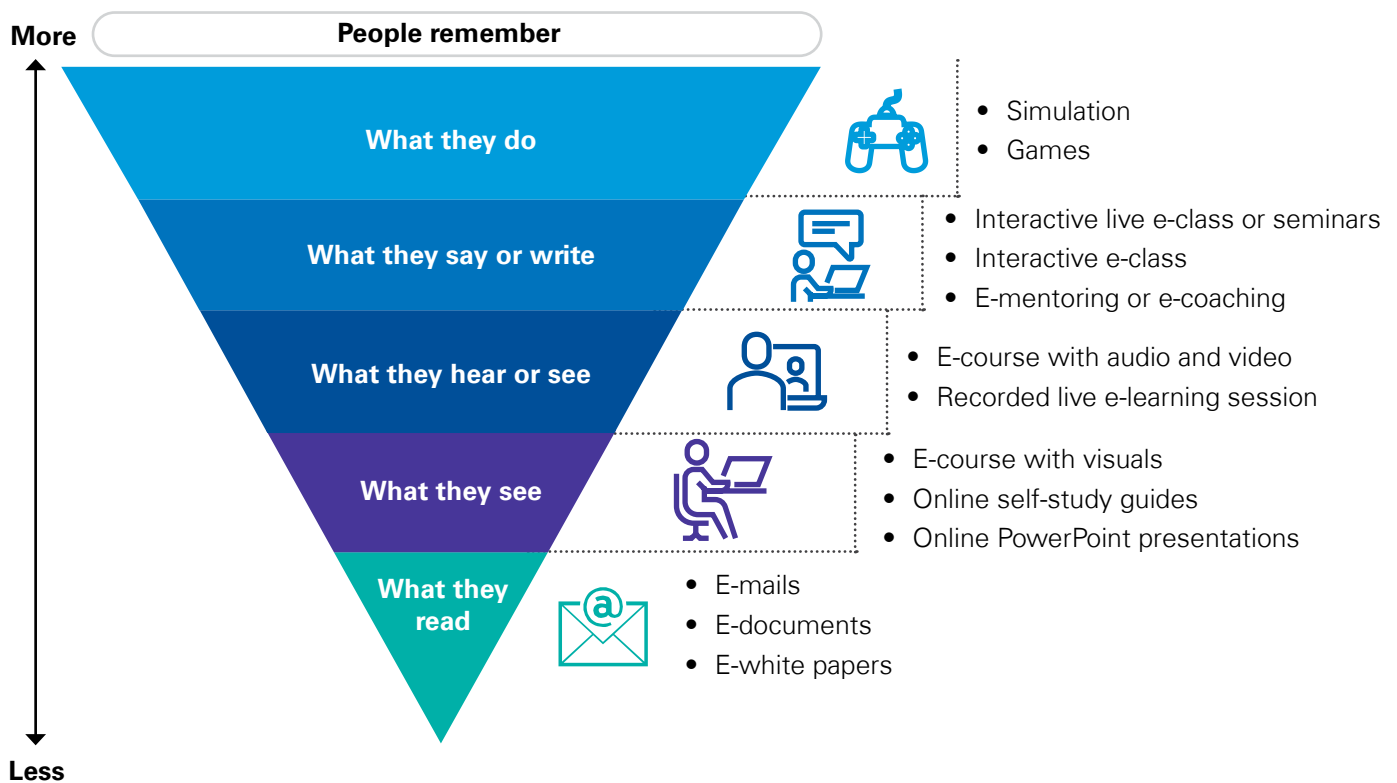 More
People remember
What they do
• Simulation
• Games
What they say or write
• Interactive live e-class or seminars
• Interactive e-class
• E-mentoring or e-coaching
What they hear or see
• E-course with audio and video
• Recorded live e-learning session
What they see
• E-course with visuals
• Online self-study guides
• Online PowerPoint presentations
What they
read
@
• E-mails
• E-documents
• E-white papers
Less